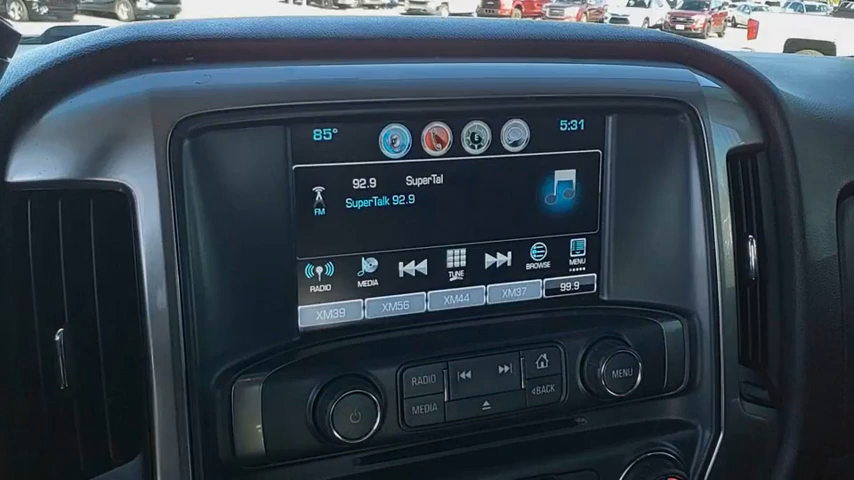 85° 5:31
92.9 SuperTal
FM SuperTalk 92.9
RADIO MEDIA TUNE BROWSE MENU
XM39 XM56 XM44 XM37 99.9
RADIO
MEDIA <BACK MENU